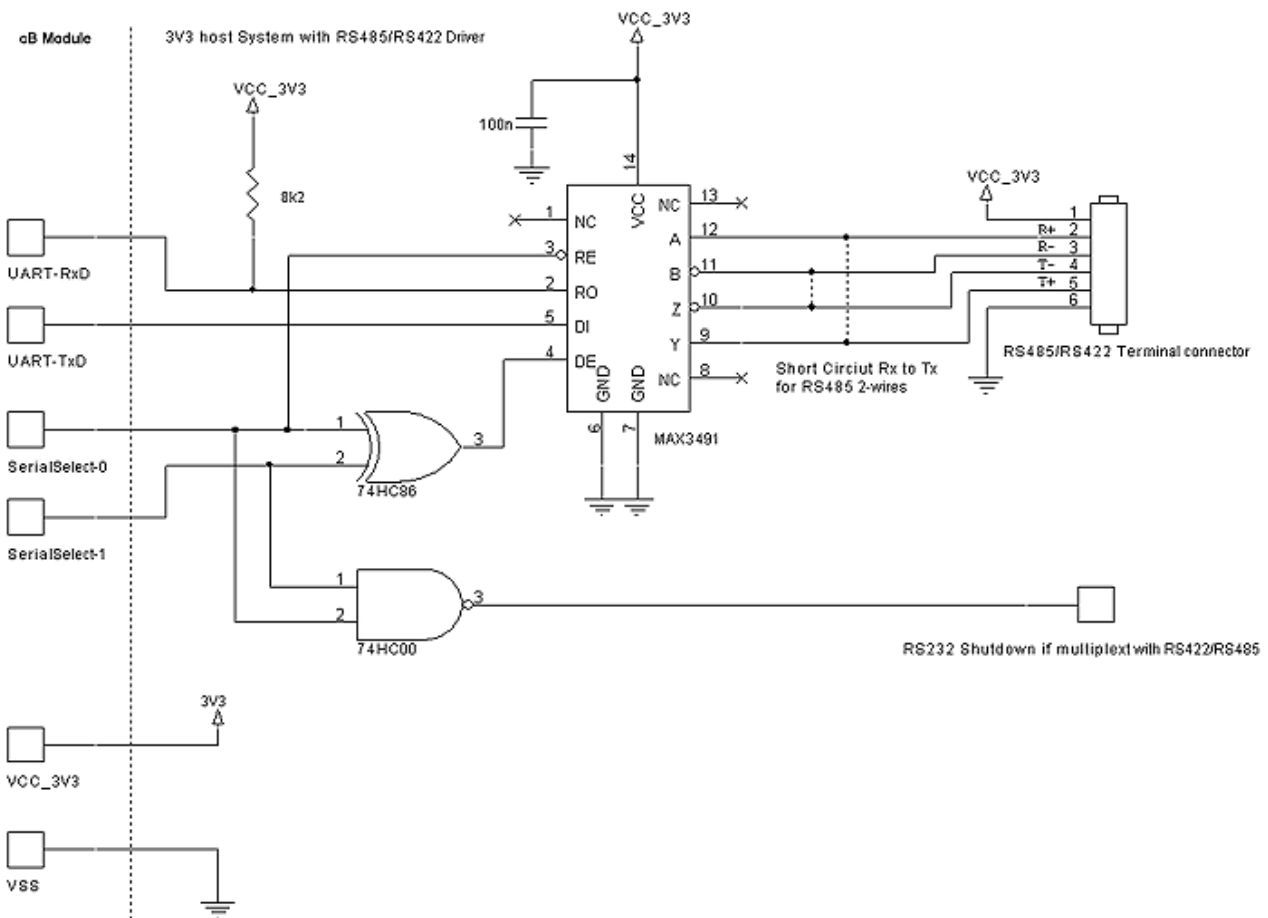 cB Module
3V3 host System with RS485/RS422 Driver
VCC_3V3
VCC_3V3
100n
8k2
14
VCC
1
NC
NC
13
3
RE
A
12
2
RO
B
11
5
DI
Z
10
4
DE
Y
9
GND
GND
NC
8
6
7
MAX3491
UART-RxD
UART-TxD
SerialSelect-0
SerialSelect-1
VCC_3V3
1
R+
2
R-
3
T-
4
T+
5
6
RS485/RS422 Terminal connector
Short Circiut Rx to Tx
for RS485 2-wires
1
2
3
74HC86
1
2
3
74HC00
RS232 Shutdown if multiplext with RS422/RS485
3V3
VCC_3V3
VSS